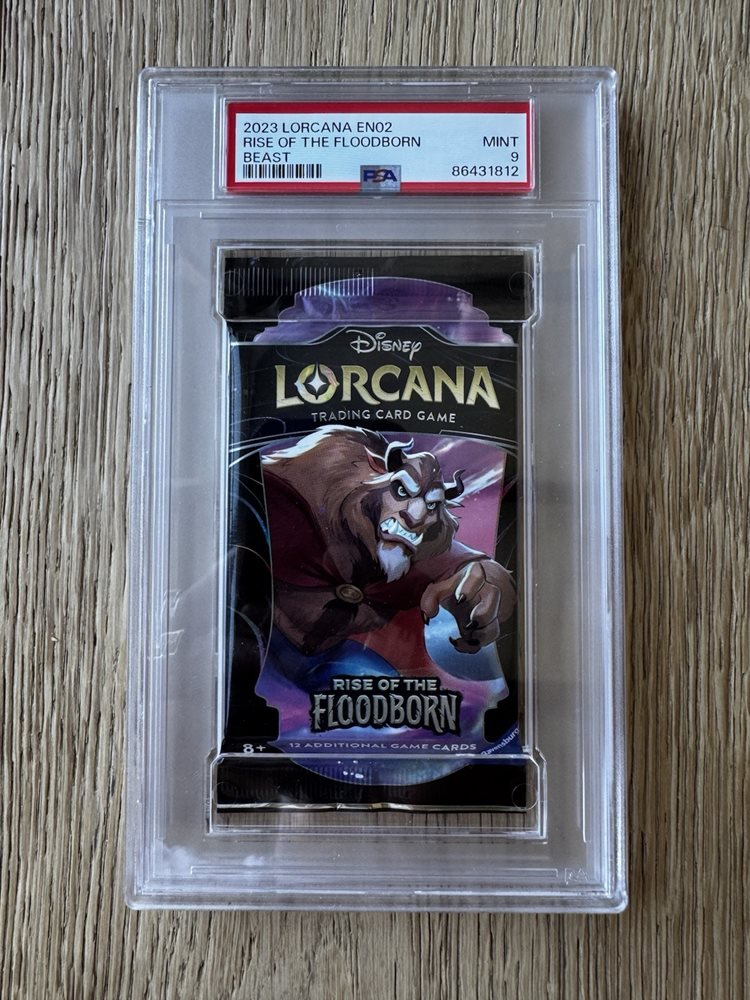 2023 LORCANA EN02
RISE OF THE FLOODBORN MINT
BEAST 9
PSA 86431812
Disney
LORCANA
TRADING CARD GAME
RISE OF THE
FLOODBORN
8+ 12 ADDITIONAL GAME CARDS Ravensburger